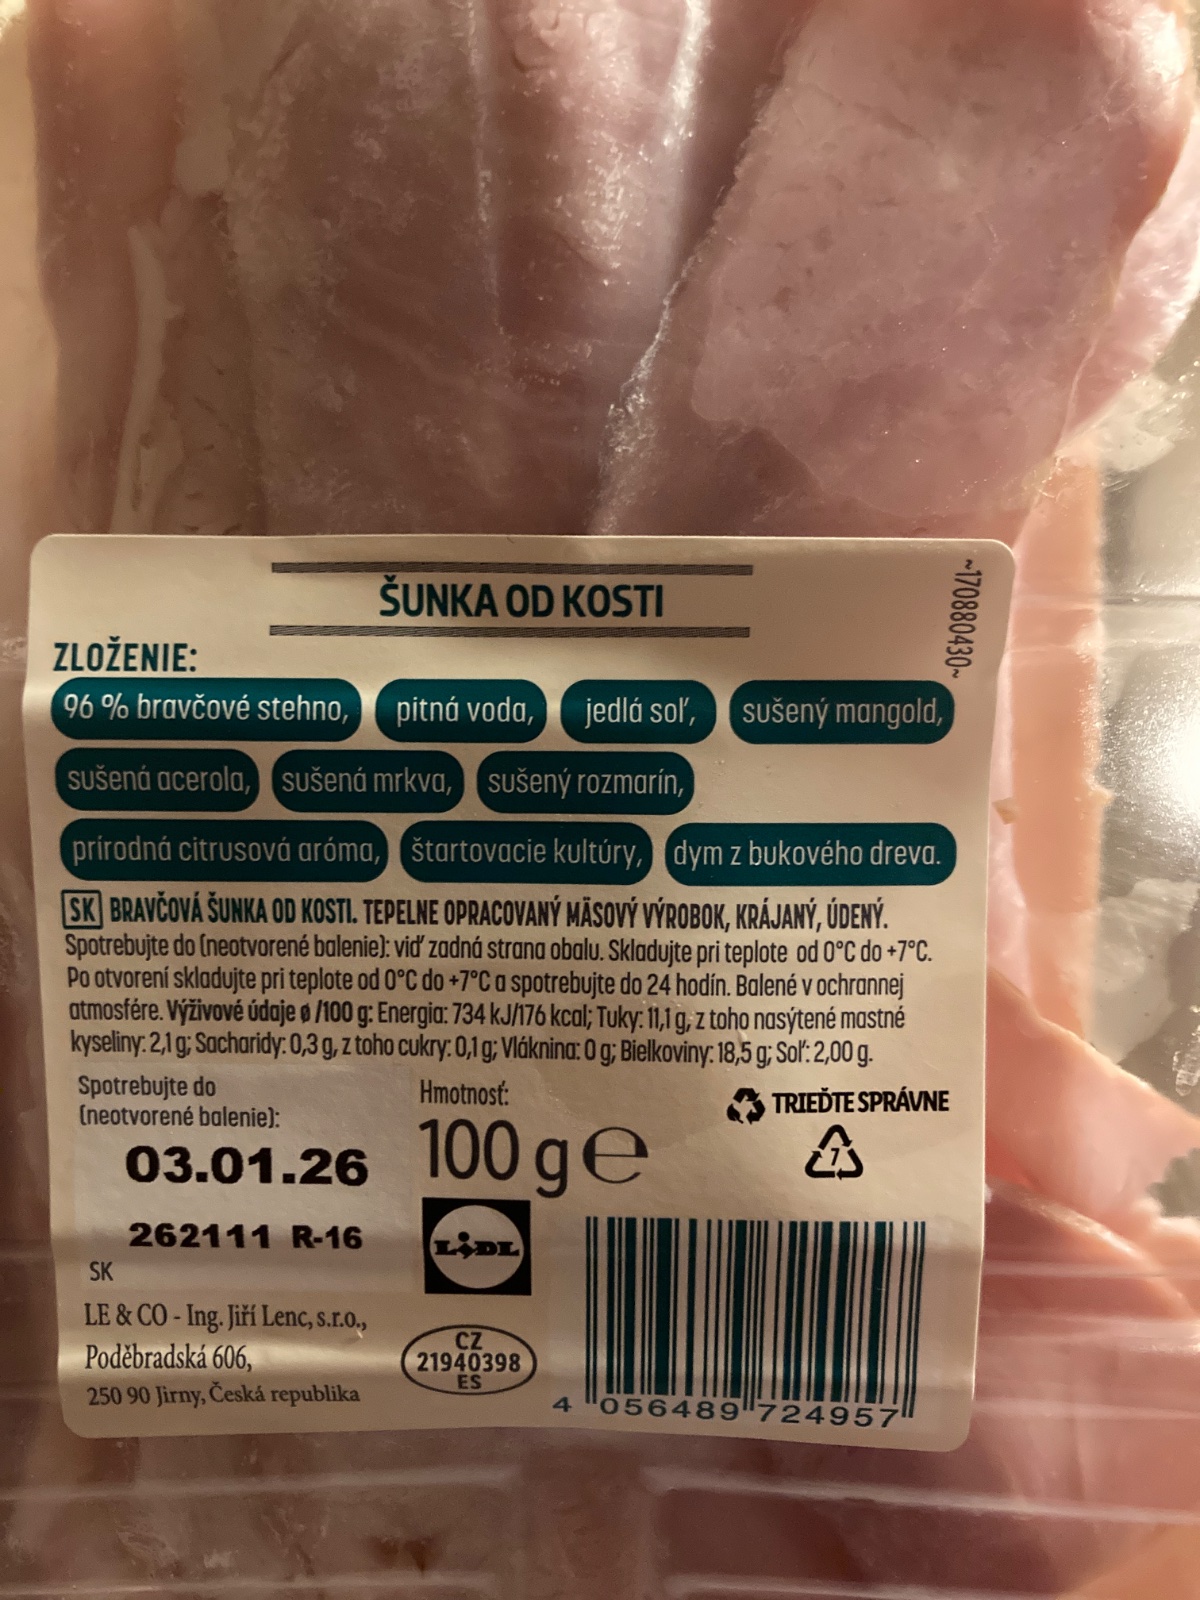 ŠUNKA OD KOSTI
~170880430~
ZLOŽENIE:
96 % bravčové stehno, pitná voda, jedlá soľ, sušený mangold,
sušená acerola, sušená mrkva, sušený rozmarín,
prírodná citrusová aróma, štartovacie kultúry, dym z bukového dreva.
SK BRAVČOVÁ ŠUNKA OD KOSTI. TEPELNE OPRACOVANÝ MÄSOVÝ VÝROBOK, KRÁJANÝ, ÚDENÝ.
Spotrebujte do (neotvorené balenie): viď zadná strana obalu. Skladujte pri teplote od 0°C do +7°C.
Po otvorení skladujte pri teplote od 0°C do +7°C a spotrebujte do 24 hodín. Balené v ochrannej
atmosfére. Výživové údaje ø /100 g: Energia: 734 kJ/176 kcal; Tuky: 11,1 g, z toho nasýtené mastné
kyseliny: 2,1 g; Sacharidy: 0,3 g, z toho cukry: 0,1 g; Vláknina: 0 g; Bielkoviny: 18,5 g; Soľ: 2,00 g.
Spotrebujte do
(neotvorené balenie):
03.01.26
262111 R-16
Hmotnosť:
100 g e
TRIEĎTE SPRÁVNE
7
LIDL
SK
LE & CO - Ing. Jiří Lenc, s.r.o.,
Poděbradská 606,
250 90 Jirny, Česká republika
CZ
21940398
ES
4 056489 724957